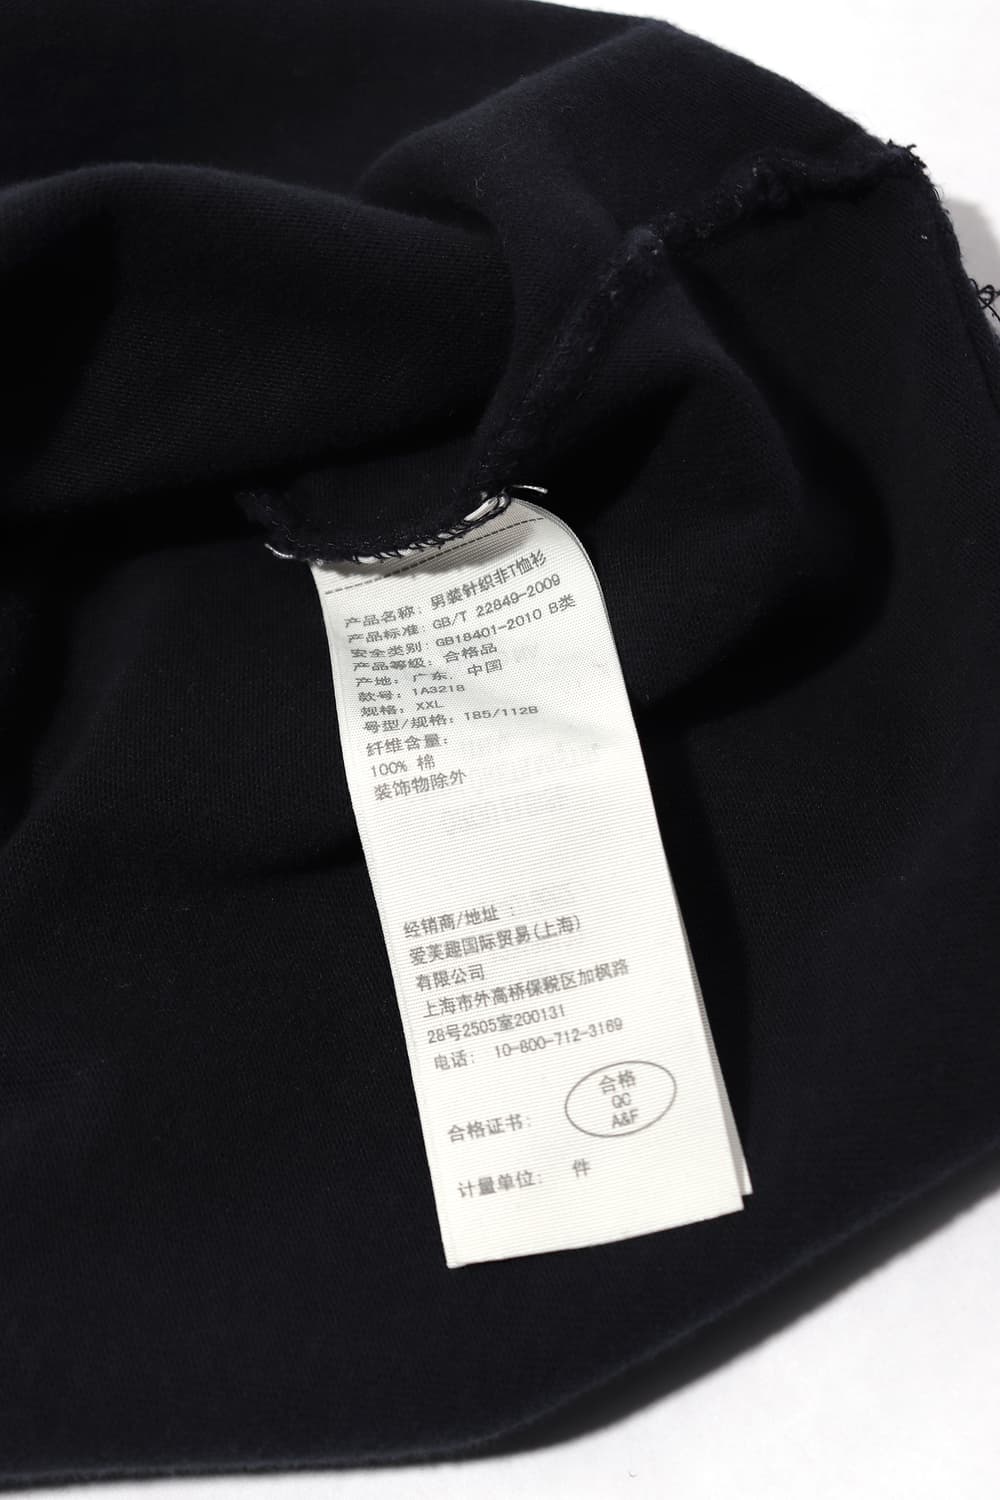 产品名称: 男装针织非T恤衫
产品标准: GB/T 22849-2009
安全类别: GB18401-2010 B类
产品等级: 合格品
产地: 广东, 中国
款号: 1A3218
规格: XXL
号型/规格: 185/112B
纤维含量:
100% 棉
装饰物除外
经销商/地址 :
爱芙趣国际贸易(上海)
有限公司
上海市外高桥保税区加枫路
28号2505室200131
电话: 10-800-712-3169
合格证书:
合格
QC
A&F
计量单位: 件